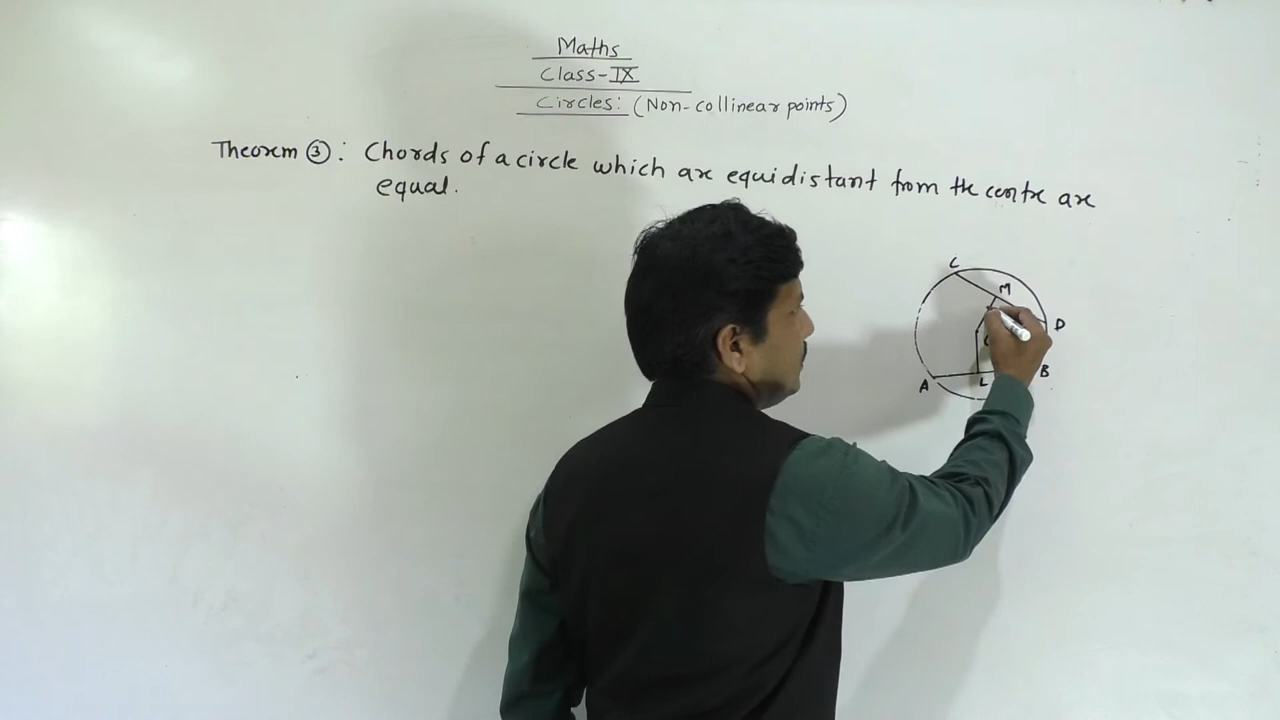 Maths
Class-IX
Circles: (Non-collinear points)
Theorem ③: Chords of a circle which are equidistant from the centre are
equal.
C
M
D
A
L
B